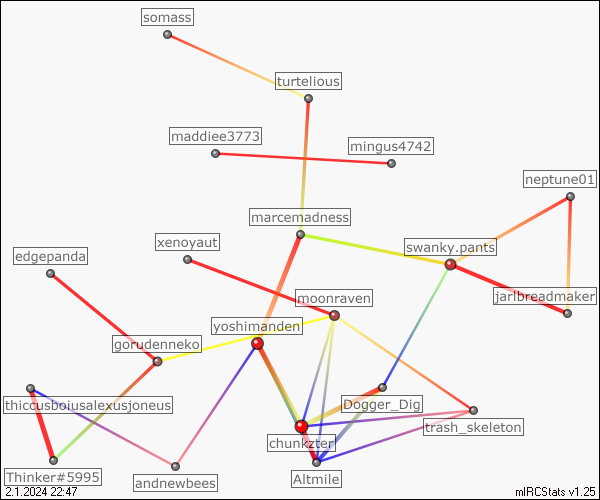 somass
turtelious
maddiee3773
mingus4742
neptune01
marcemadness
xenoyaut
swanky.pants
edgepanda
moonraven
jarlbreadmaker
yoshimanden
gorudenneko
thiccusboiusalexusjoneus
Dogger_Dig
trash_skeleton
chunkzter
Thinker#5995
andnewbees
Altmile
2.1.2024 22:47
mIRCStats v1.25